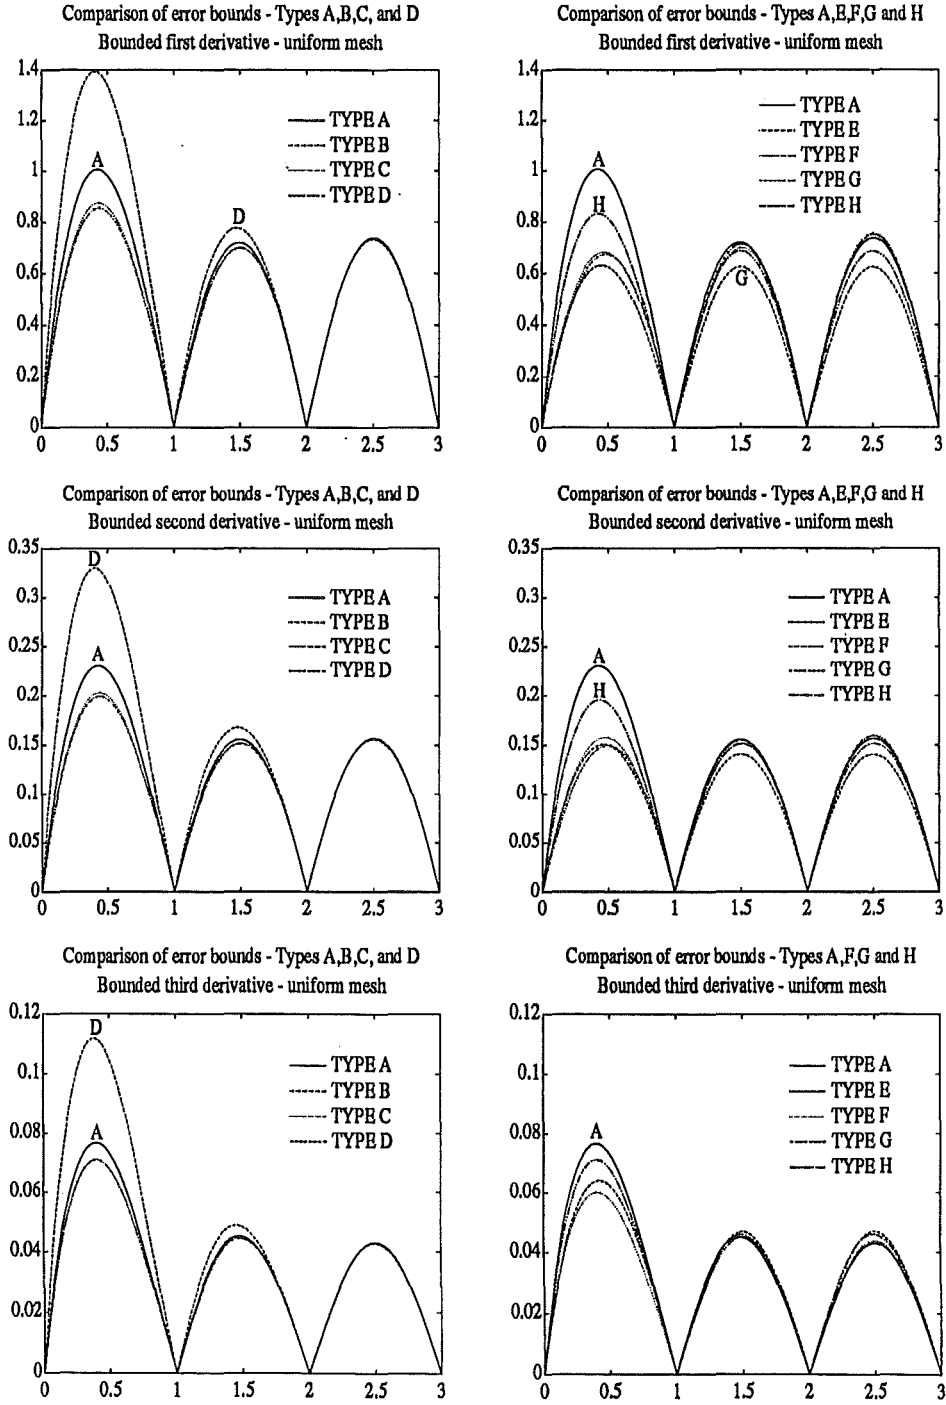 Comparison of error bounds - Types A,B,C, and D
Bounded first derivative - uniform mesh
1.4
1.2
1
0.8
0.6
0.4
0.2
0
A
D
TYPE A
TYPE B
TYPE C
TYPE D
0 0.5 1 1.5 2 2.5 3
Comparison of error bounds - Types A,E,F,G and H
Bounded first derivative - uniform mesh
1.4
1.2
1
0.8
0.6
0.4
0.2
0
A
H
G
TYPE A
TYPE E
TYPE F
TYPE G
TYPE H
0 0.5 1 1.5 2 2.5 3
Comparison of error bounds - Types A,B,C, and D
Bounded second derivative - uniform mesh
0.35
0.3
0.25
0.2
0.15
0.1
0.05
0
D
A
TYPE A
TYPE B
TYPE C
TYPE D
0 0.5 1 1.5 2 2.5 3
Comparison of error bounds - Types A,E,F,G and H
Bounded second derivative - uniform mesh
0.35
0.3
0.25
0.2
0.15
0.1
0.05
0
A
H
TYPE A
TYPE E
TYPE F
TYPE G
TYPE H
0 0.5 1 1.5 2 2.5 3
Comparison of error bounds - Types A,B,C, and D
Bounded third derivative - uniform mesh
0.12
0.1
0.08
0.06
0.04
0.02
0
D
A
TYPE A
TYPE B
TYPE C
TYPE D
0 0.5 1 1.5 2 2.5 3
Comparison of error bounds - Types A,F,G and H
Bounded third derivative - uniform mesh
0.12
0.1
0.08
0.06
0.04
0.02
0
A
TYPE A
TYPE E
TYPE F
TYPE G
TYPE H
0 0.5 1 1.5 2 2.5 3